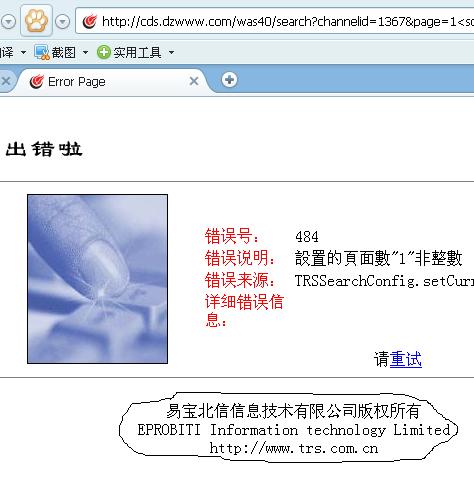 http://cds.dzwww.com/was40/search?channelid=1367&page=1<sc
译 截图 实用工具
Error Page
出错啦
错误号: 484
错误说明: 設置的頁面數"1"非整數
错误来源: TRSSearchConfig.setCurr
详细错误信
息:
请重试
易宝北信信息技术有限公司版权所有
EPROBITI Information technology Limited
http://www.trs.com.cn